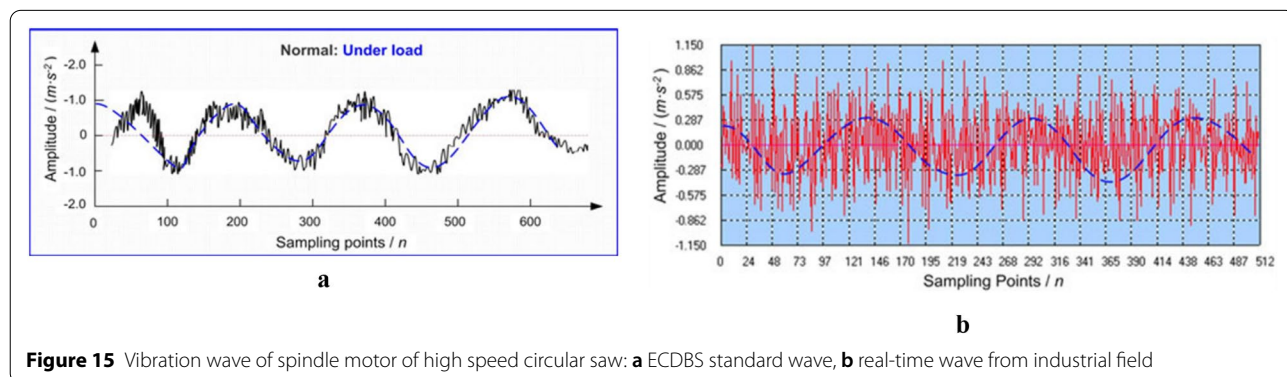 Normal: Under load
Amplitude / (m·s⁻²)
-2.0
-1.0
0
-1.0
-2.0
0 100 200 300 400 500 600
Sampling points / n
a
Amplitude / (m·s⁻²)
1.150
0.862
0.575
0.287
0.000
-0.287
-0.575
-0.862
-1.150
0 24 48 73 97 121 146 170 195 219 243 268 292 316 341 365 390 414 438 463 487 512
Sampling Points / n
b
Figure 15 Vibration wave of spindle motor of high speed circular saw: a ECDBS standard wave, b real-time wave from industrial field